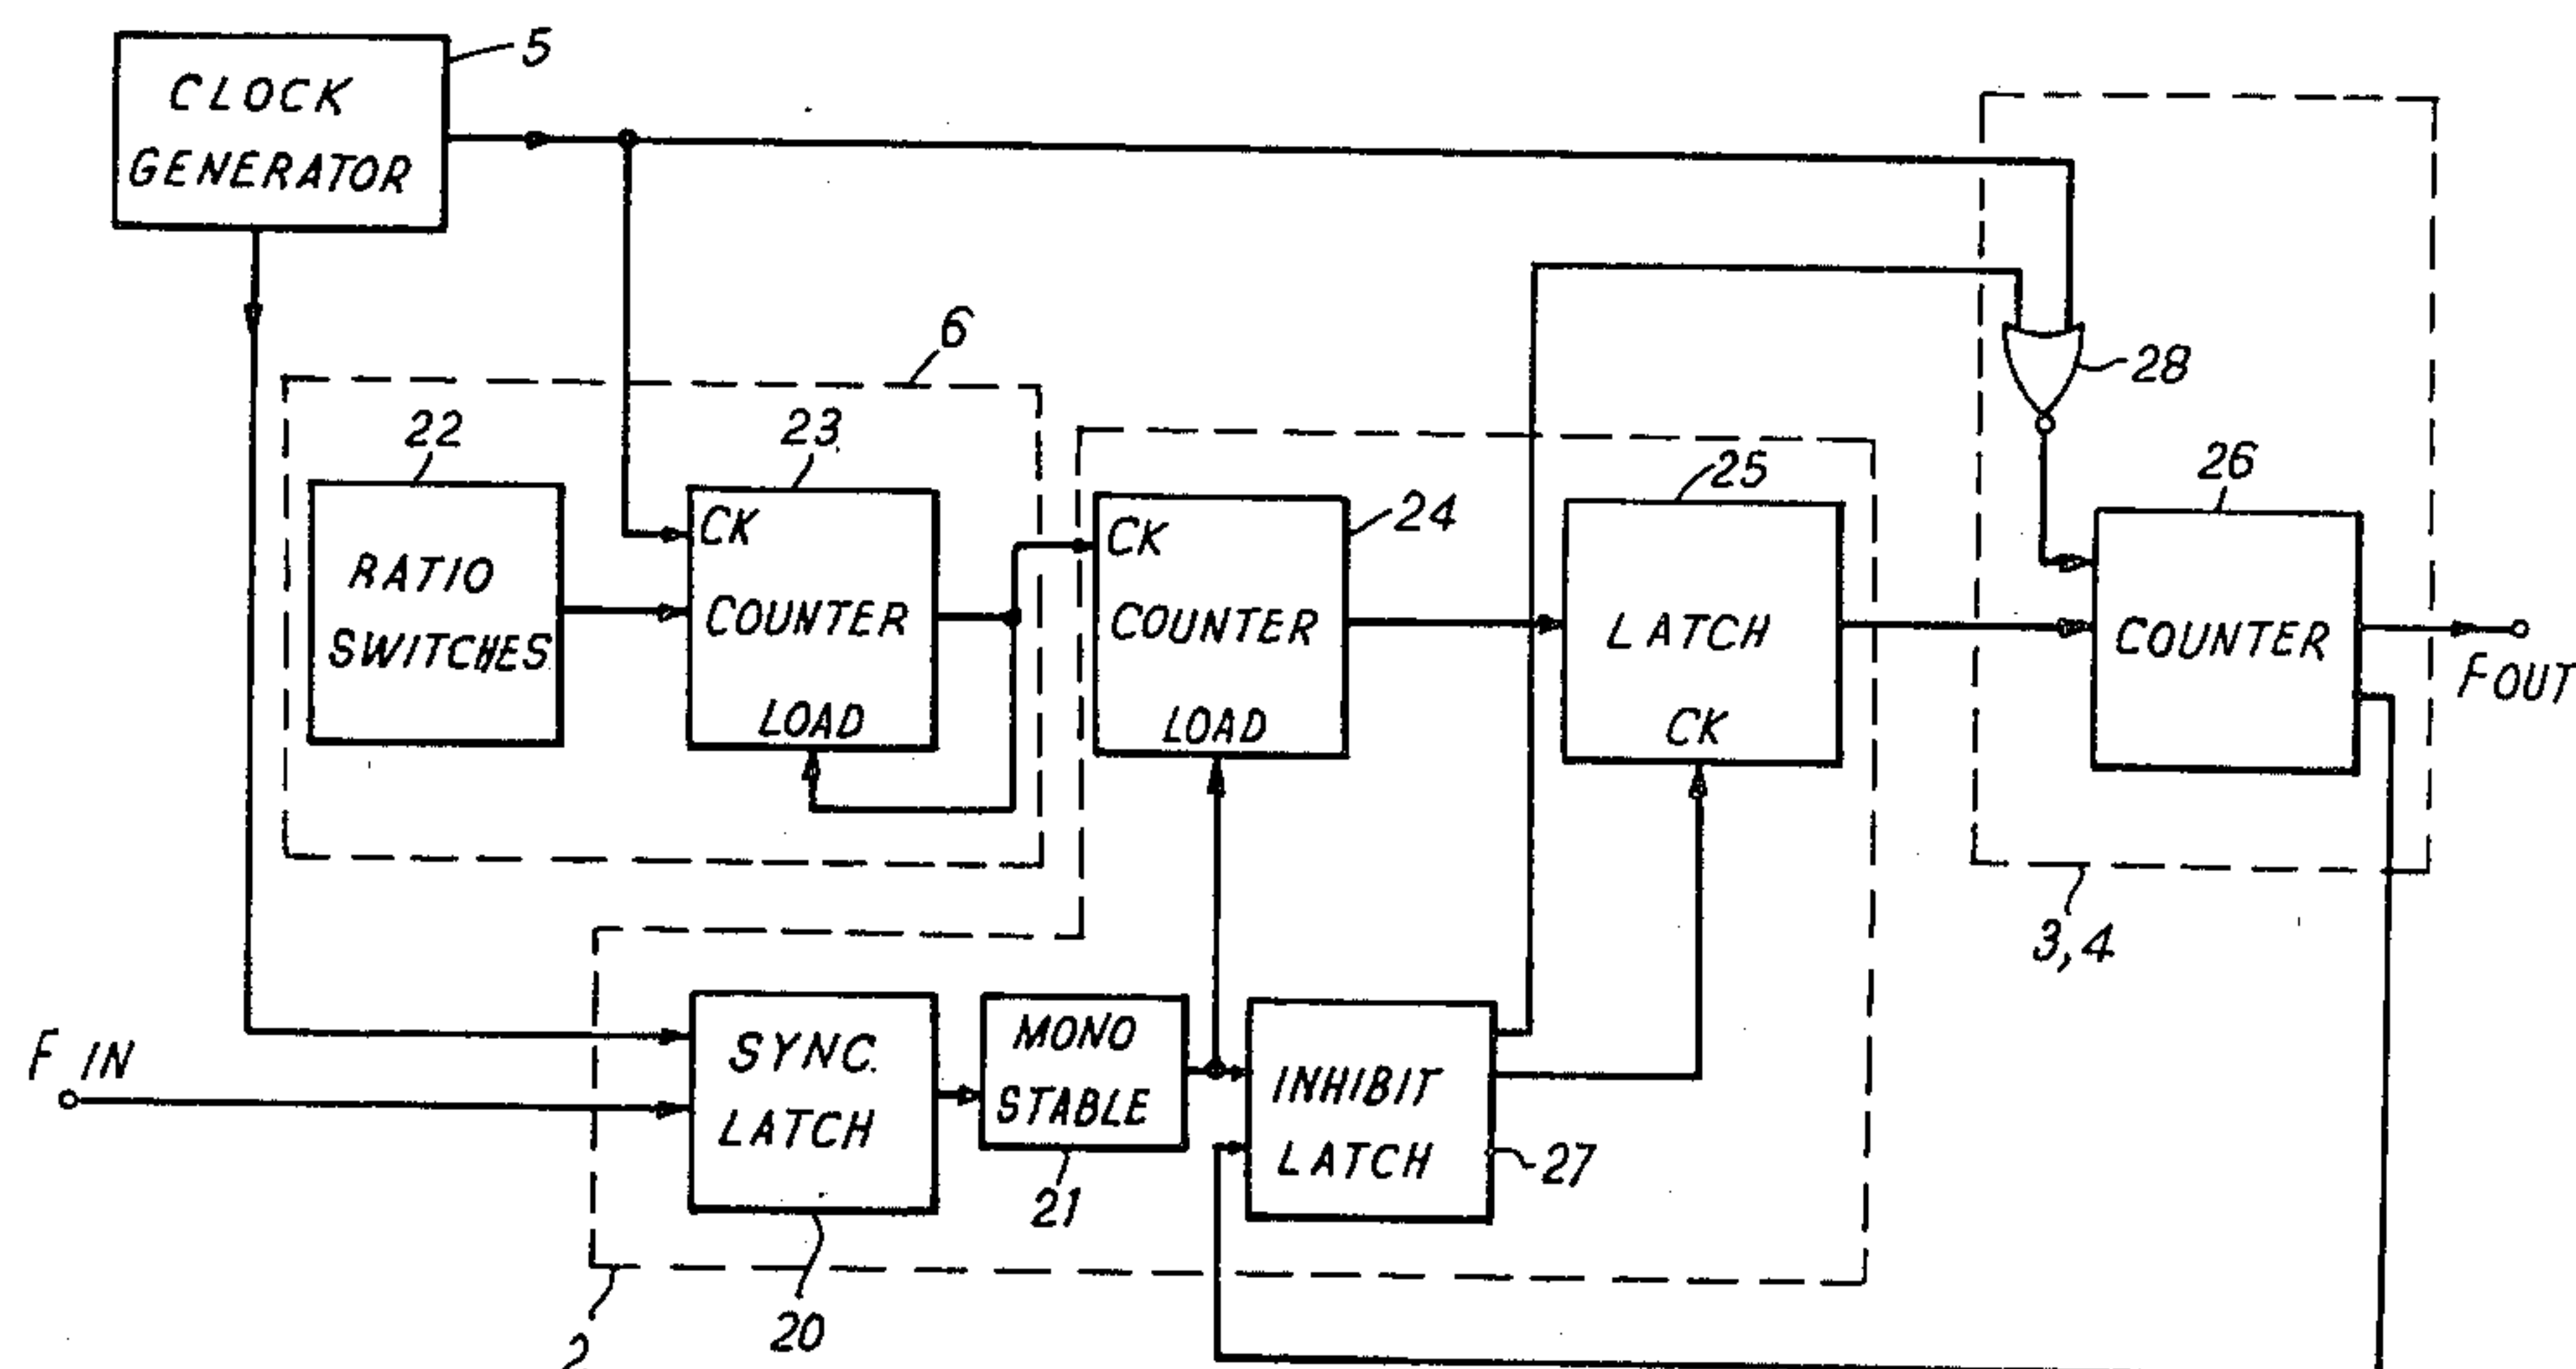 5
CLOCK
GENERATOR
6
22
23
25
26
28
CK
CK
24
RATIO
SWITCHES
COUNTER
COUNTER
LATCH
COUNTER
FOUT
LOAD
LOAD
CK
3,4
F IN
SYNC.
LATCH
MONO
STABLE
INHIBIT
LATCH
27
21
20
2